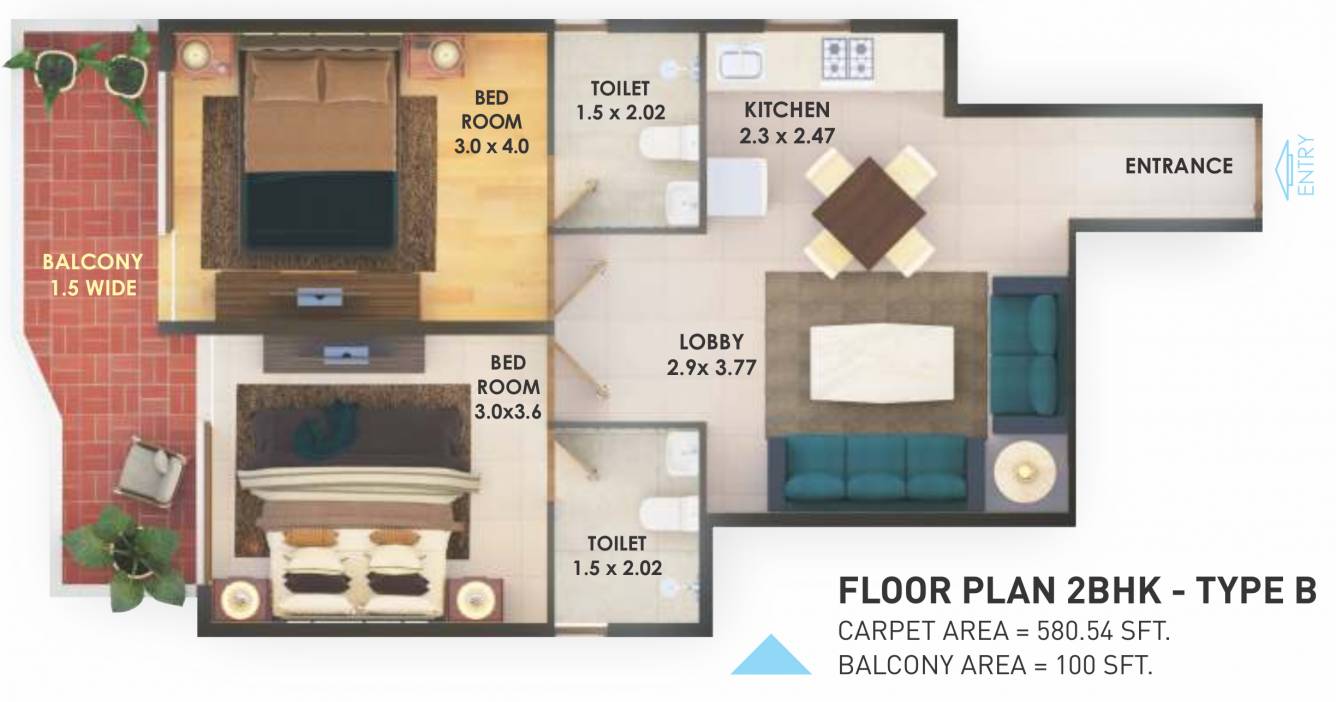 BED
ROOM
3.0 x 4.0
TOILET
1.5 x 2.02
KITCHEN
2.3 x 2.47
ENTRANCE
ENTRY
BALCONY
1.5 WIDE
LOBBY
2.9x 3.77
BED
ROOM
3.0x3.6
TOILET
1.5 x 2.02
FLOOR PLAN 2BHK - TYPE B
CARPET AREA = 580.54 SFT.
BALCONY AREA = 100 SFT.